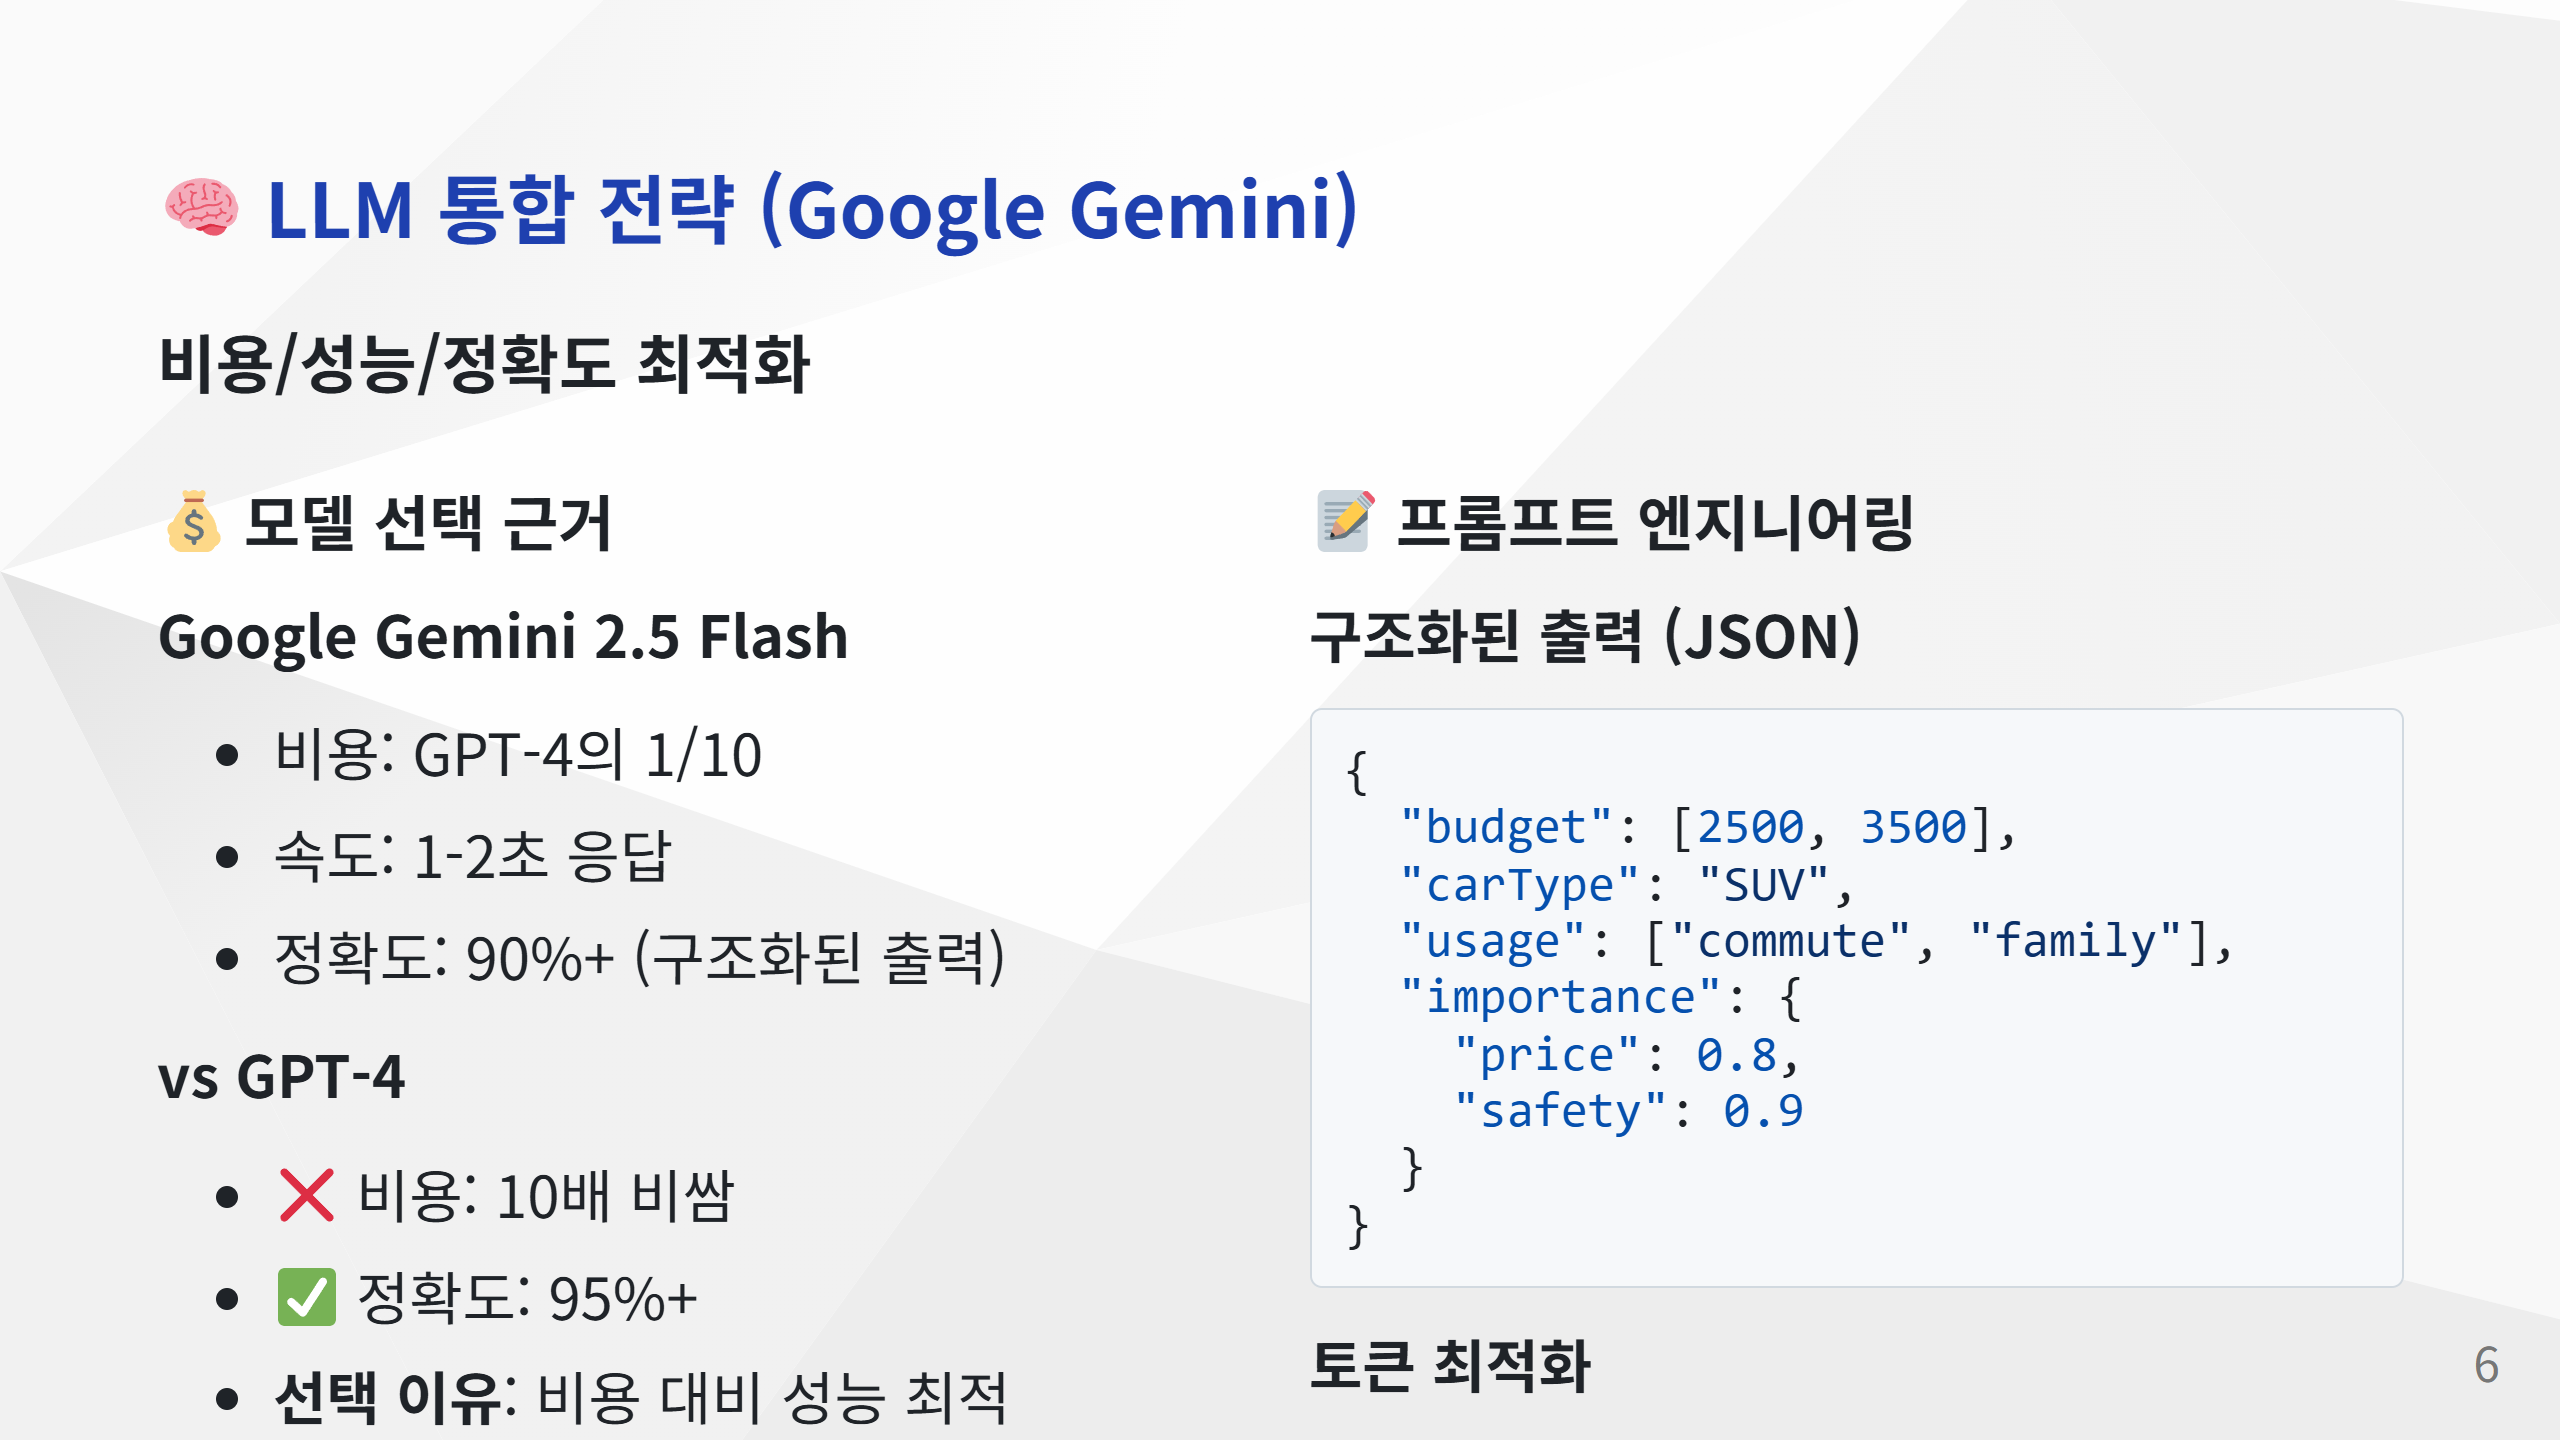 🧠 LLM 통합 전략 (Google Gemini)
비용/성능/정확도 최적화
💰 모델 선택 근거
Google Gemini 2.5 Flash
• 비용: GPT-4의 1/10
• 속도: 1-2초 응답
• 정확도: 90%+ (구조화된 출력)
vs GPT-4
• ❌ 비용: 10배 비쌈
• ✅ 정확도: 95%+
• 선택 이유: 비용 대비 성능 최적
📝 프롬프트 엔지니어링
구조화된 출력 (JSON)
{
  "budget": [2500, 3500],
  "carType": "SUV",
  "usage": ["commute", "family"],
  "importance": {
    "price": 0.8,
    "safety": 0.9
  }
}
토큰 최적화
6